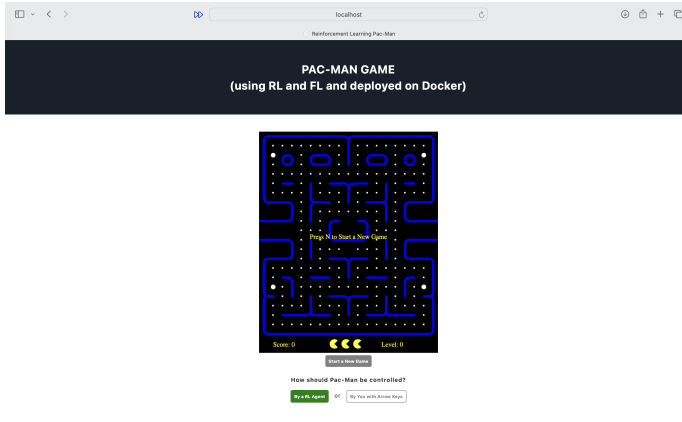 localhost
Reinforcement Learning Pac-Man
PAC-MAN GAME
(using RL and FL and deployed on Docker)
Press N to Start a New Game
Score: 0 Level: 0
Start a New Game
How should Pac-Man be controlled?
By a RL Agent or By You with Arrow Keys